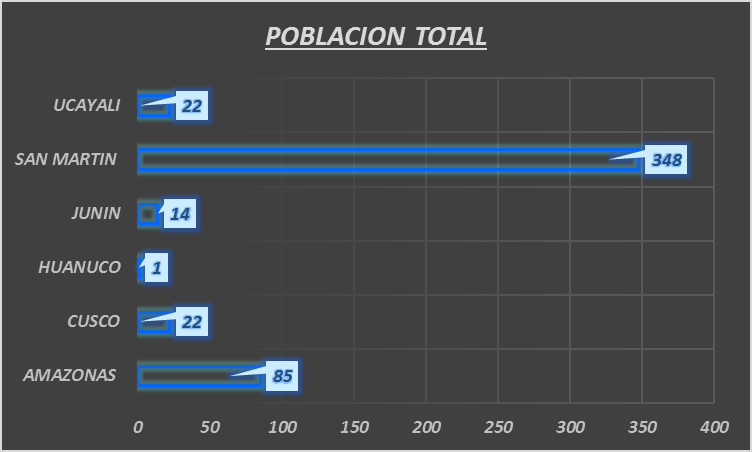 POBLACION TOTAL
UCAYALI 22
SAN MARTIN 348
JUNIN 14
HUANUCO 1
CUSCO 22
AMAZONAS 85
0 50 100 150 200 250 300 350 400